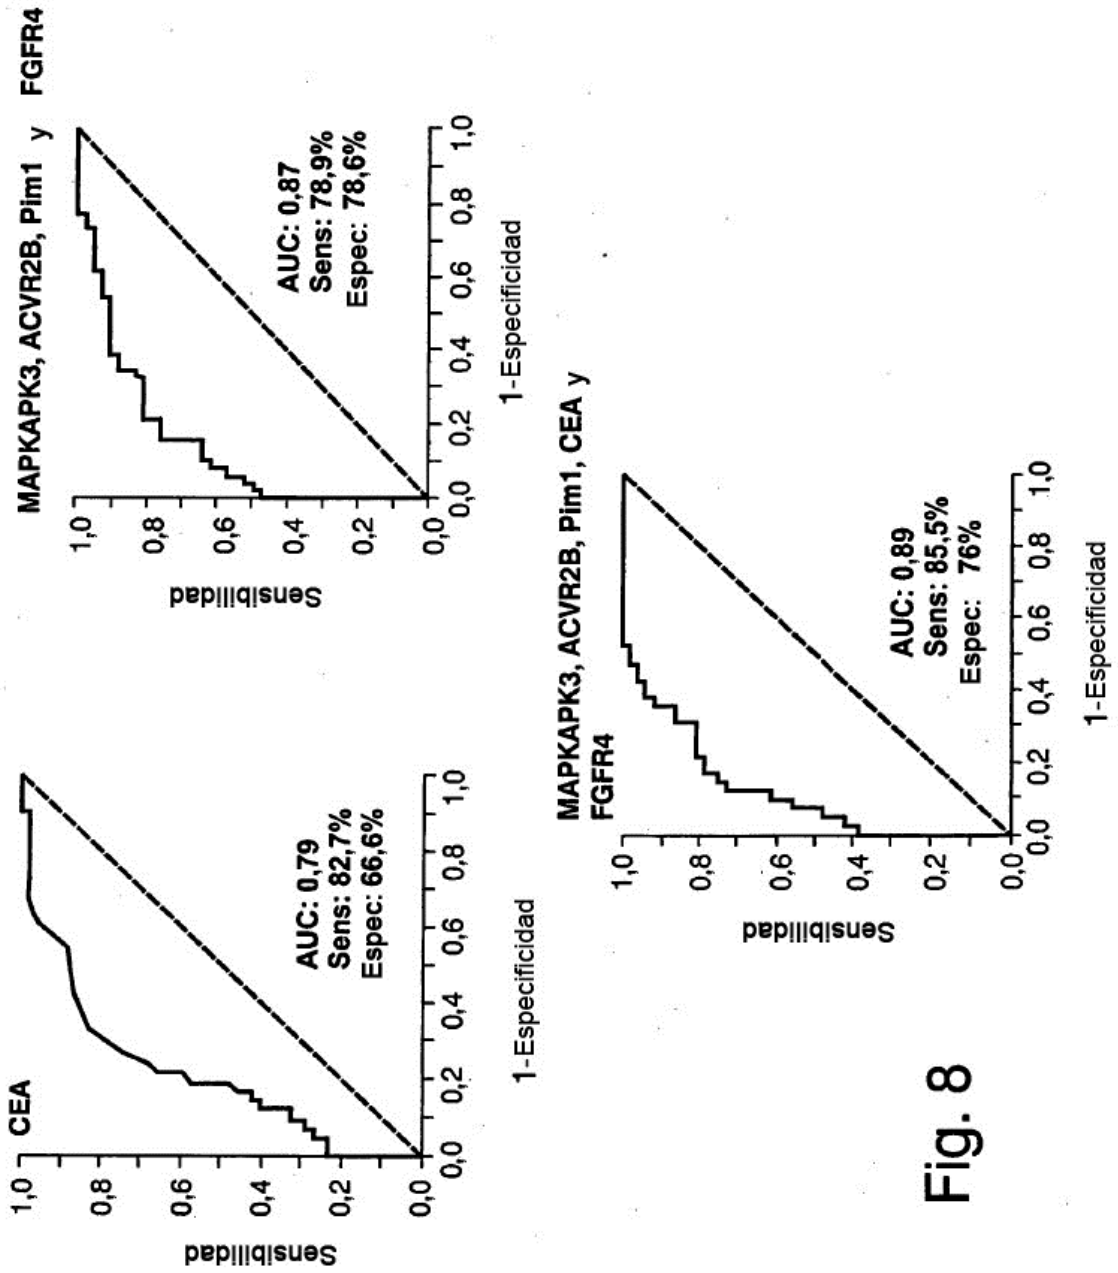 CEA
Sensibilidad
1,0
0,8
0,6
0,4
0,2
0,0
0,0 0,2 0,4 0,6 0,8 1,0
1-Especificidad
AUC: 0,79
Sens: 82,7%
Espec: 66,6%
MAPKAPK3, ACVR2B, Pim1 y FGFR4
Sensibilidad
1,0
0,8
0,6
0,4
0,2
0,0
0,0 0,2 0,4 0,6 0,8 1,0
1-Especificidad
AUC: 0,87
Sens: 78,9%
Espec: 78,6%
MAPKAPK3, ACVR2B, Pim1, CEA y
FGFR4
Sensibilidad
1,0
0,8
0,6
0,4
0,2
0,0
0,0 0,2 0,4 0,6 0,8 1,0
1-Especificidad
AUC: 0,89
Sens: 85,5%
Espec: 76%
Fig. 8